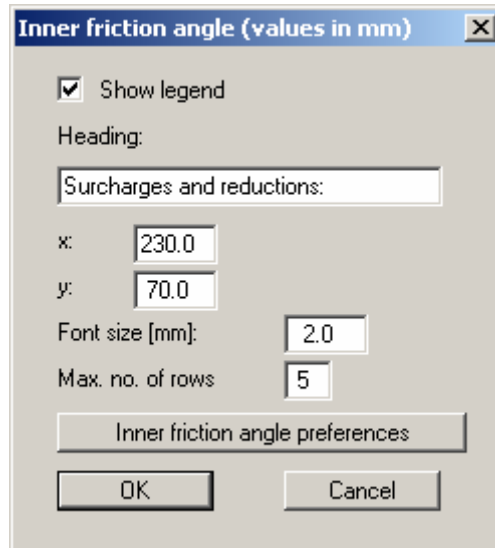 Inner friction angle (values in mm)
Show legend
Heading:
Surcharges and reductions:
x: 230.0
y: 70.0
Font size [mm]: 2.0
Max. no. of rows 5
Inner friction angle preferences
OK Cancel